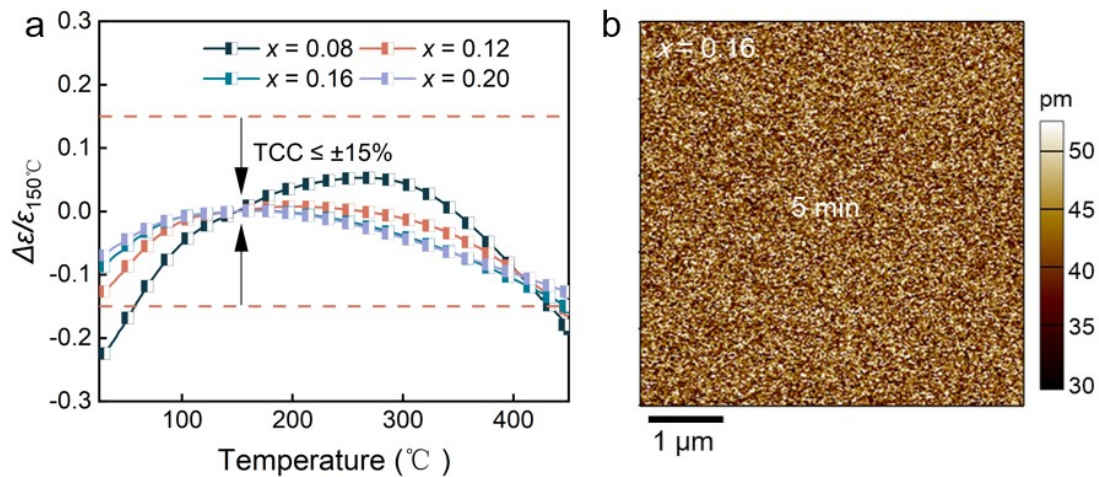 a
x = 0.08
x = 0.12
x = 0.16
x = 0.20
TCC ≤ ±15%
0.3
0.2
0.1
0.0
-0.1
-0.2
-0.3
Δε/ε150℃
100
200
300
400
Temperature (℃)
b
x = 0.16
5 min
1 μm
pm
50
45
40
35
30